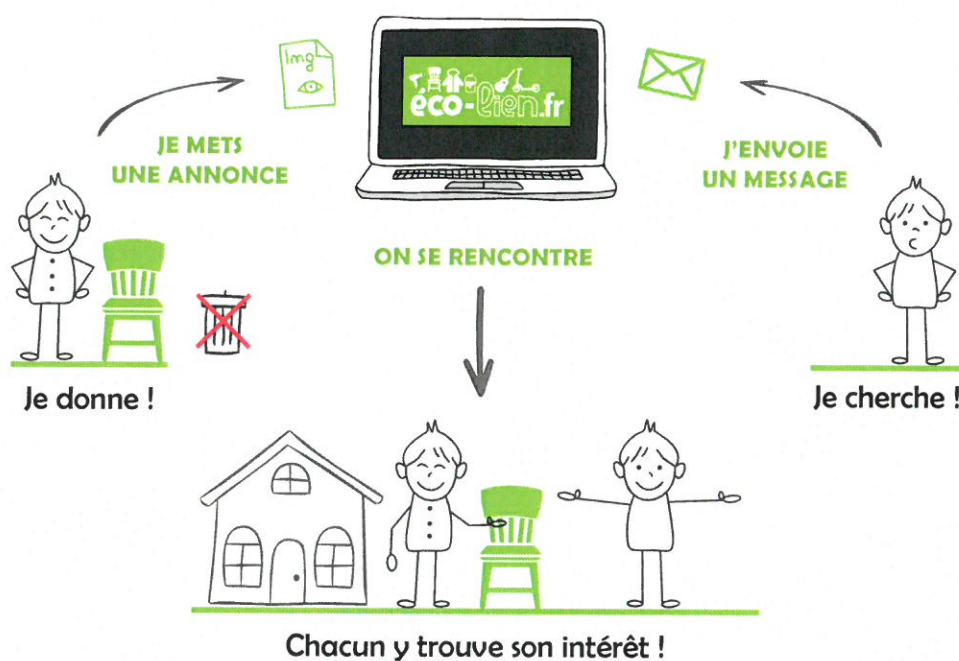 Img
éco-lien.fr
JE METS
UNE ANNONCE
J'ENVOIE
UN MESSAGE
ON SE RENCONTRE
Je donne !
Je cherche !
Chacun y trouve son intérêt !